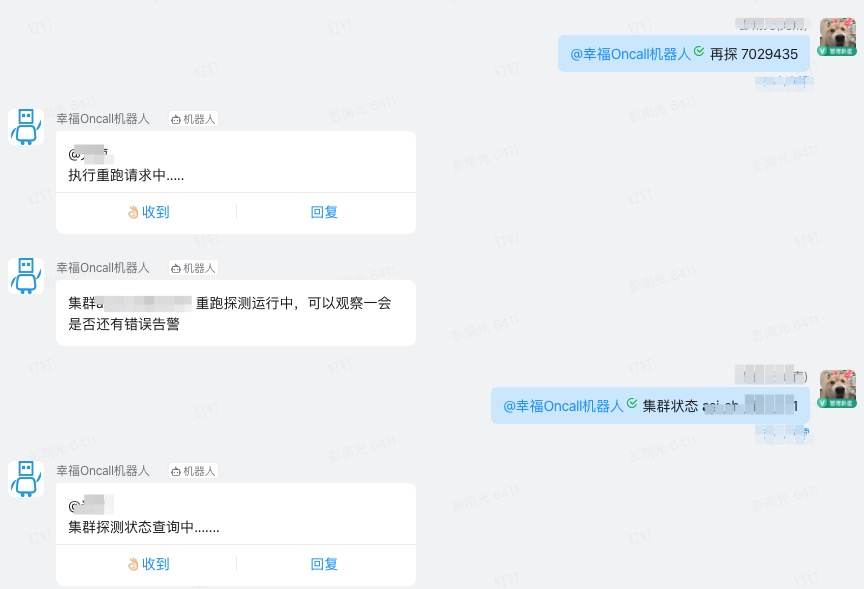 @幸福Oncall机器人 再探 7029435
幸福Oncall机器人 机器人
@
执行重跑请求中.....
收到 回复
幸福Oncall机器人 机器人
集群 重跑探测运行中，可以观察一会
是否还有错误告警
@幸福Oncall机器人 集群状态
幸福Oncall机器人 机器人
@
集群探测状态查询中.......
收到 回复